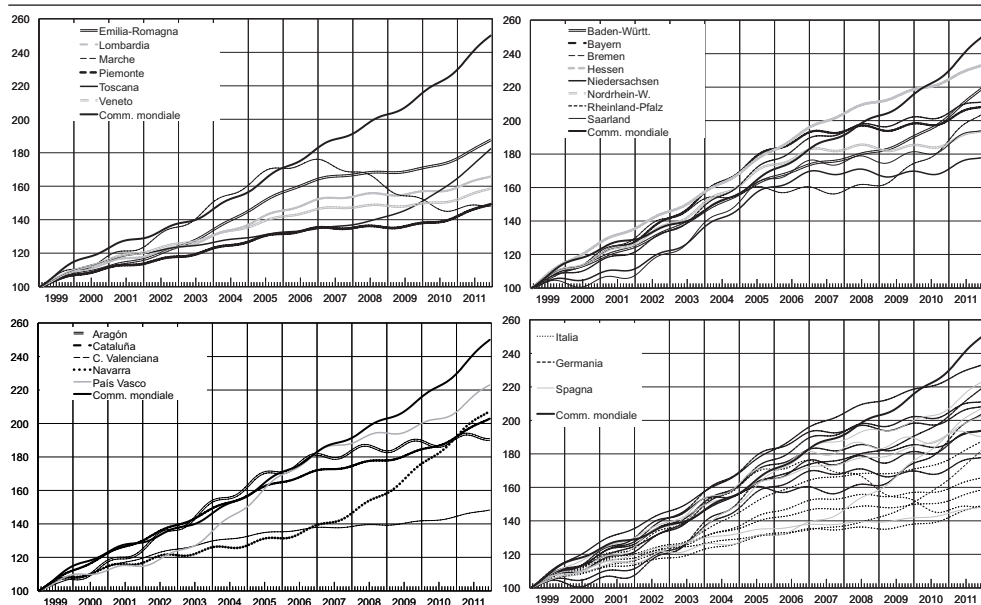 260
240
220
200
180
160
140
120
100
Emilia-Romagna
Lombardia
Marche
Piemonte
Toscana
Veneto
Comm. mondiale
1999 2000 2001 2002 2003 2004 2005 2006 2007 2008 2009 2010 2011
260
240
220
200
180
160
140
120
100
Baden-Württ.
Bayern
Bremen
Hessen
Niedersachsen
Nordrhein-W.
Rheinland-Pfalz
Saarland
Comm. mondiale
1999 2000 2001 2002 2003 2004 2005 2006 2007 2008 2009 2010 2011
260
240
220
200
180
160
140
120
100
Aragón
Cataluña
C. Valenciana
Navarra
País Vasco
Comm. mondiale
1999 2000 2001 2002 2003 2004 2005 2006 2007 2008 2009 2010 2011
260
240
220
200
180
160
140
120
100
Italia
Germania
Spagna
Comm. mondiale
1999 2000 2001 2002 2003 2004 2005 2006 2007 2008 2009 2010 2011